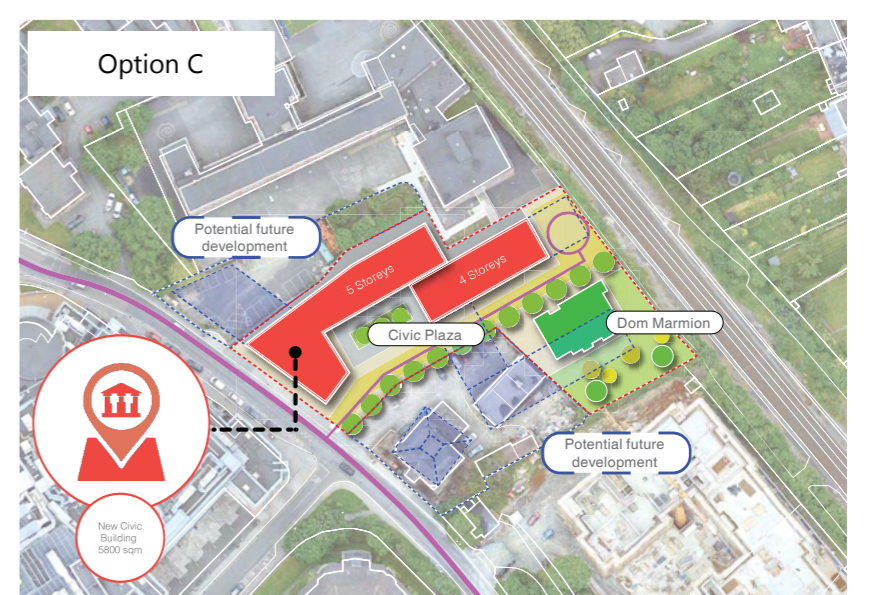 Option C
Potential future
development
5 Storeys
4 Storeys
Civic Plaza
Dom Marmion
Potential future
development
New Civic
Building
5800 sqm